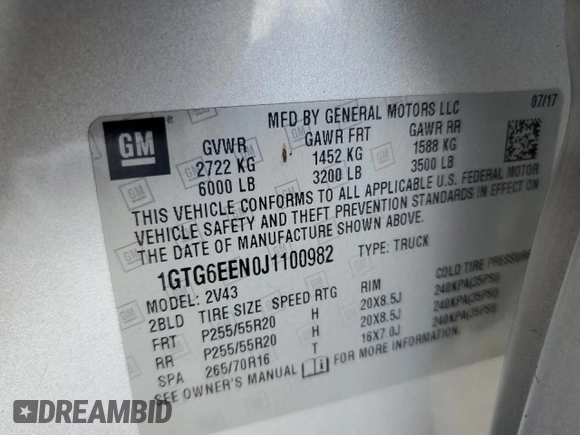 07/17
MFD BY GENERAL MOTORS LLC
GM ®
GVWR GAWR FRT GAWR RR
2722 KG 1452 KG 1588 KG
6000 LB 3200 LB 3500 LB
THIS VEHICLE CONFORMS TO ALL APPLICABLE U.S. FEDERAL MOTOR
VEHICLE SAFETY AND THEFT PREVENTION STANDARDS IN EFFECT ON
THE DATE OF MANUFACTURE SHOWN ABOVE.
1GTG6EEN0J1100982 TYPE: TRUCK
MODEL: 2V43
2BLD TIRE SIZE SPEED RTG RIM COLD TIRE PRESSURE
FRT P255/55R20 H 20X8.5J 240KPA(35PSI)
RR P255/55R20 H 20X8.5J 240KPA(35PSI)
SPA 265/70R16 T 16X7.0J 240KPA(35PSI)
SEE OWNER'S MANUAL FOR MORE INFORMATION.
DREAMBID